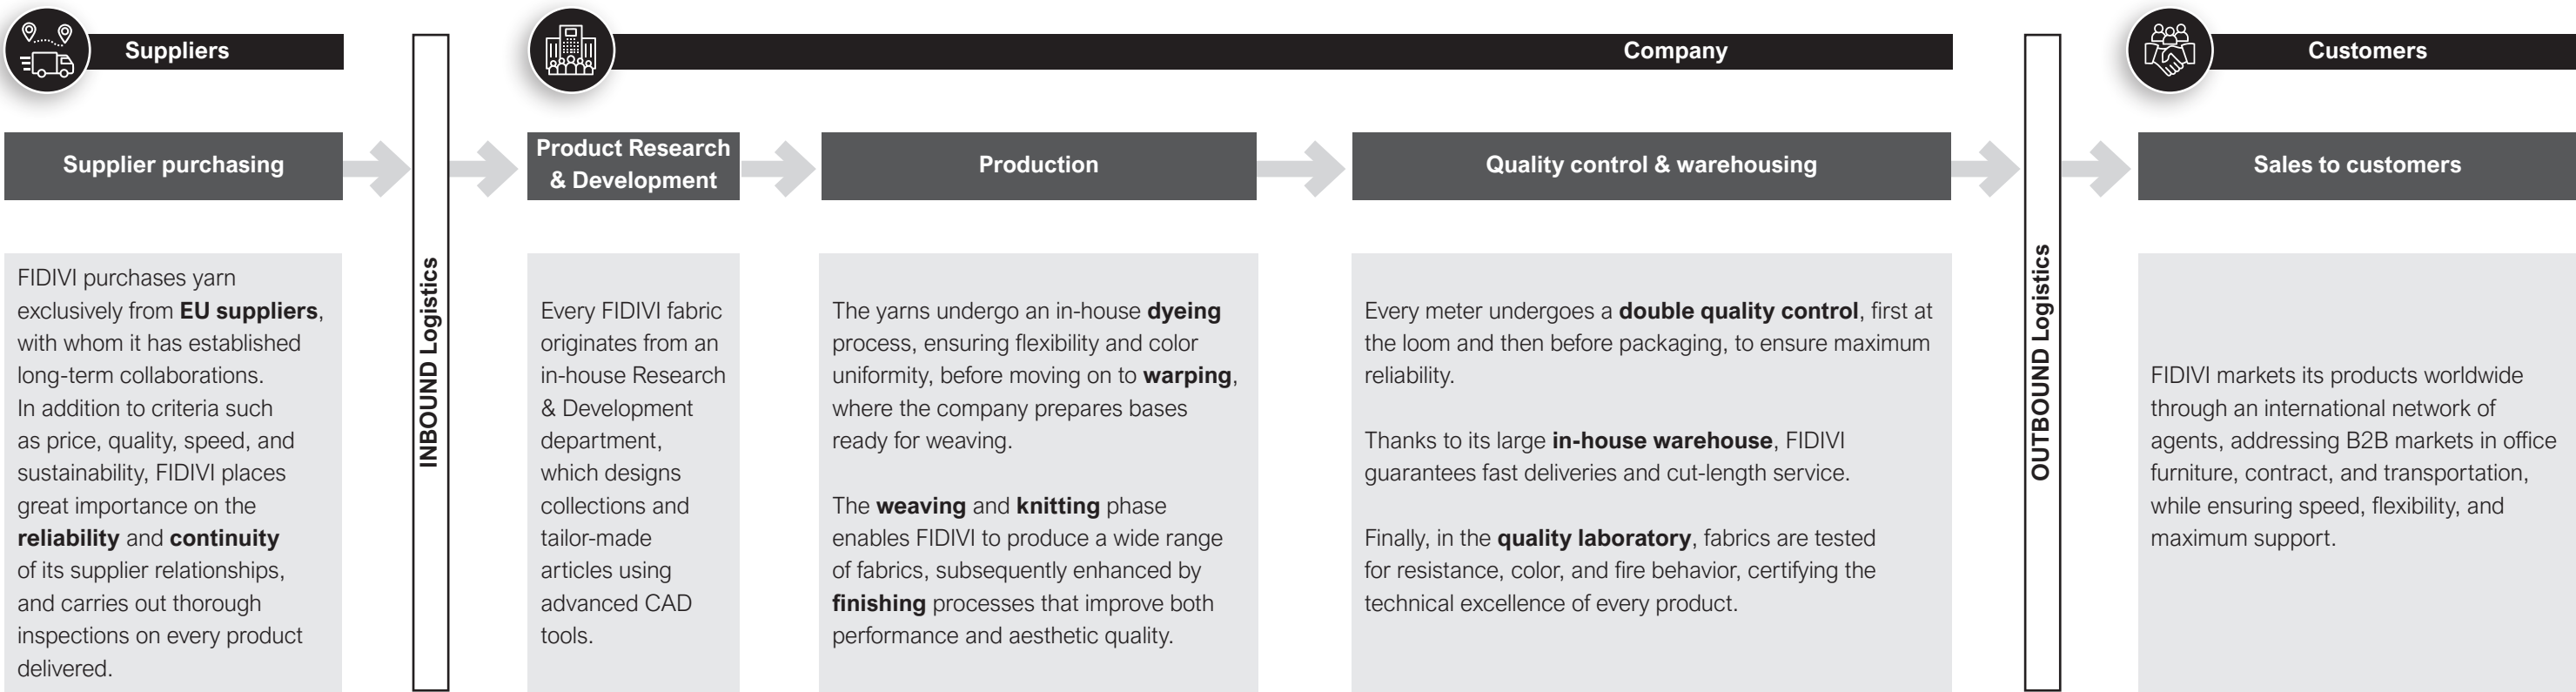 Suppliers
Company
Customers
Supplier purchasing
Product Research
& Development
Production
Quality control & warehousing
Sales to customers
FIDIVI purchases yarn
exclusively from EU suppliers,
with whom it has established
long-term collaborations.
In addition to criteria such
as price, quality, speed, and
sustainability, FIDIVI places
great importance on the
reliability and continuity
of its supplier relationships,
and carries out thorough
inspections on every product
delivered.
INBOUND Logistics
Every FIDIVI fabric
originates from an
in-house Research
& Development
department,
which designs
collections and
tailor-made
articles using
advanced CAD
tools.
The yarns undergo an in-house dyeing
process, ensuring flexibility and color
uniformity, before moving on to warping,
where the company prepares bases
ready for weaving.
The weaving and knitting phase
enables FIDIVI to produce a wide range
of fabrics, subsequently enhanced by
finishing processes that improve both
performance and aesthetic quality.
Every meter undergoes a double quality control, first at
the loom and then before packaging, to ensure maximum
reliability.
Thanks to its large in-house warehouse, FIDIVI
guarantees fast deliveries and cut-length service.
Finally, in the quality laboratory, fabrics are tested
for resistance, color, and fire behavior, certifying the
technical excellence of every product.
OUTBOUND Logistics
FIDIVI markets its products worldwide
through an international network of
agents, addressing B2B markets in office
furniture, contract, and transportation,
while ensuring speed, flexibility, and
maximum support.